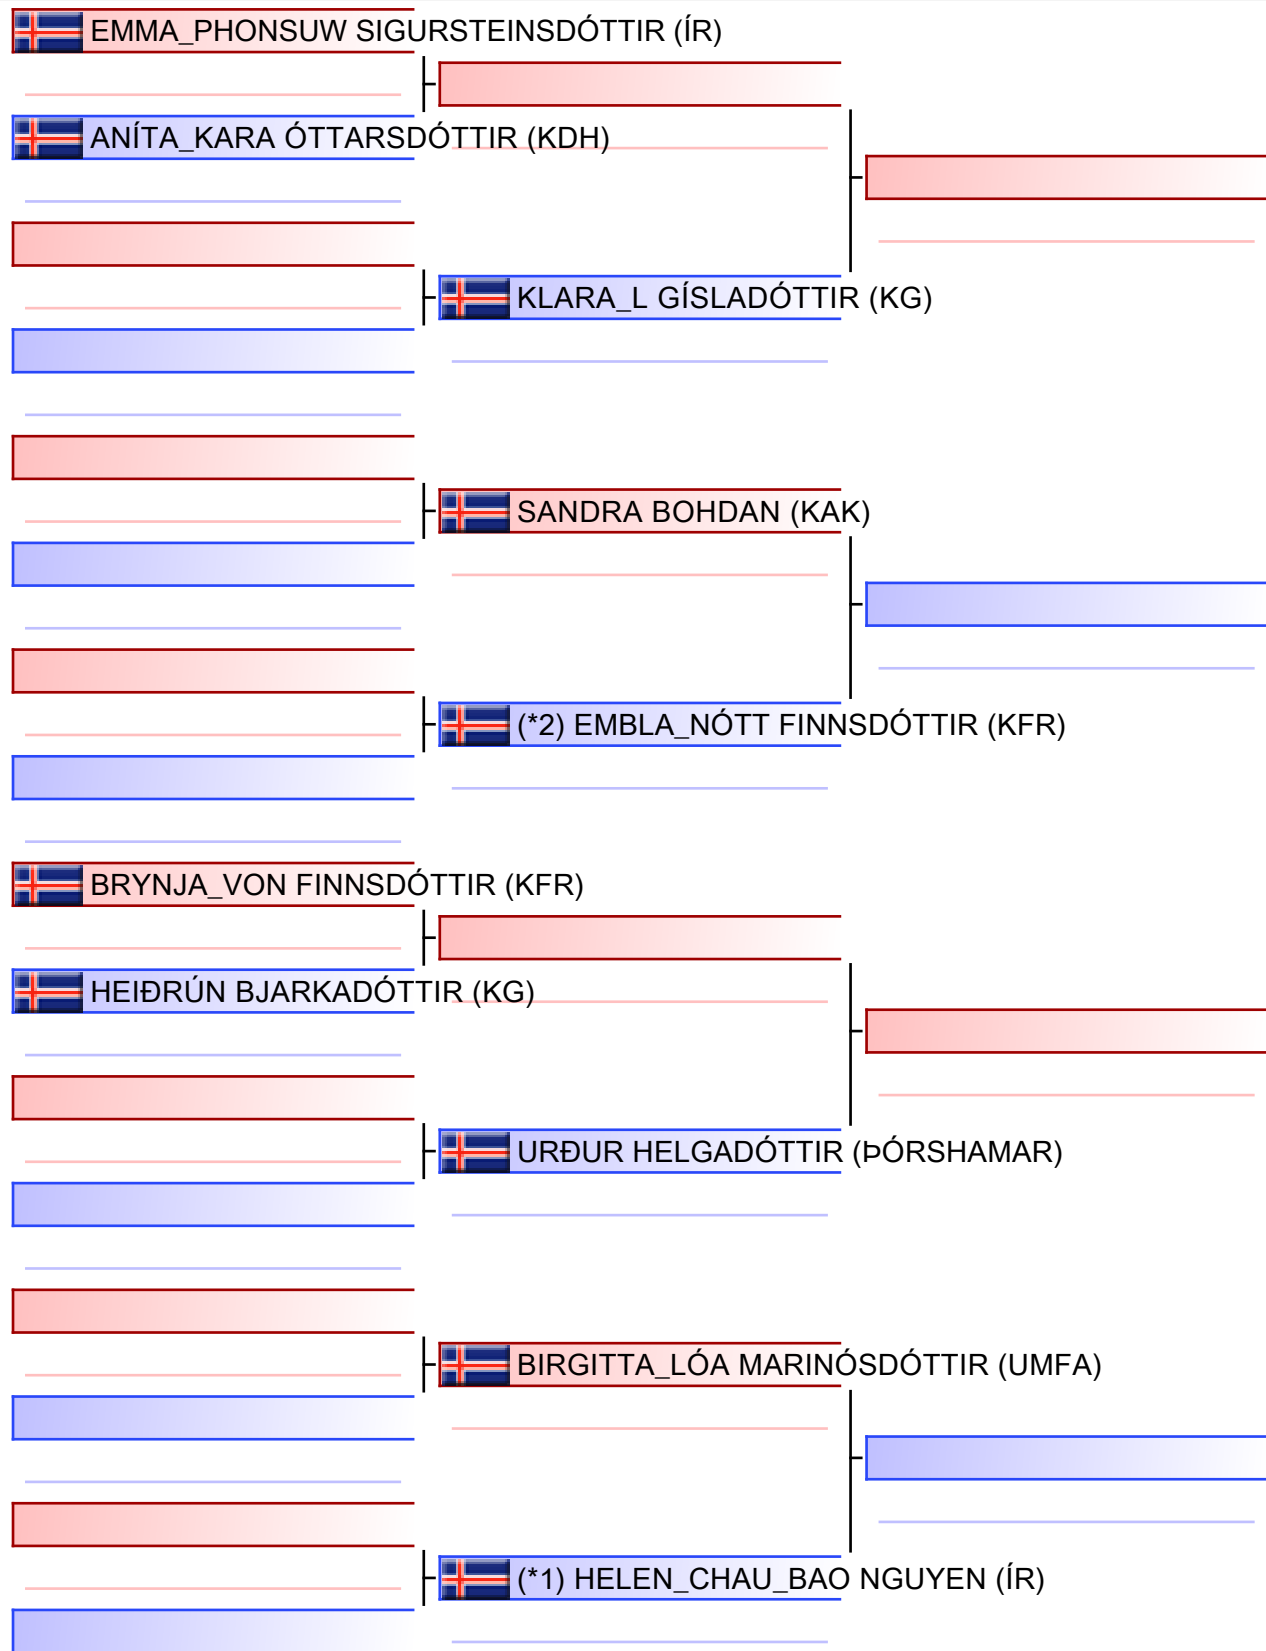 EMMA_PHONSUW SIGURSTEINSDÓTTIR (ÍR)
ANÍTA_KARA ÓTTARSDÓTTIR (KDH)
KLARA_L GÍSLADÓTTIR (KG)
SANDRA BOHDAN (KAK)
(*2) EMBLA_NÓTT FINNSDÓTTIR (KFR)
BRYNJA_VON FINNSDÓTTIR (KFR)
HEIÐRÚN BJARKADÓTTIR (KG)
URÐUR HELGADÓTTIR (ÞÓRSHAMAR)
BIRGITTA_LÓA MARINÓSDÓTTIR (UMFA)
(*1) HELEN_CHAU_BAO NGUYEN (ÍR)